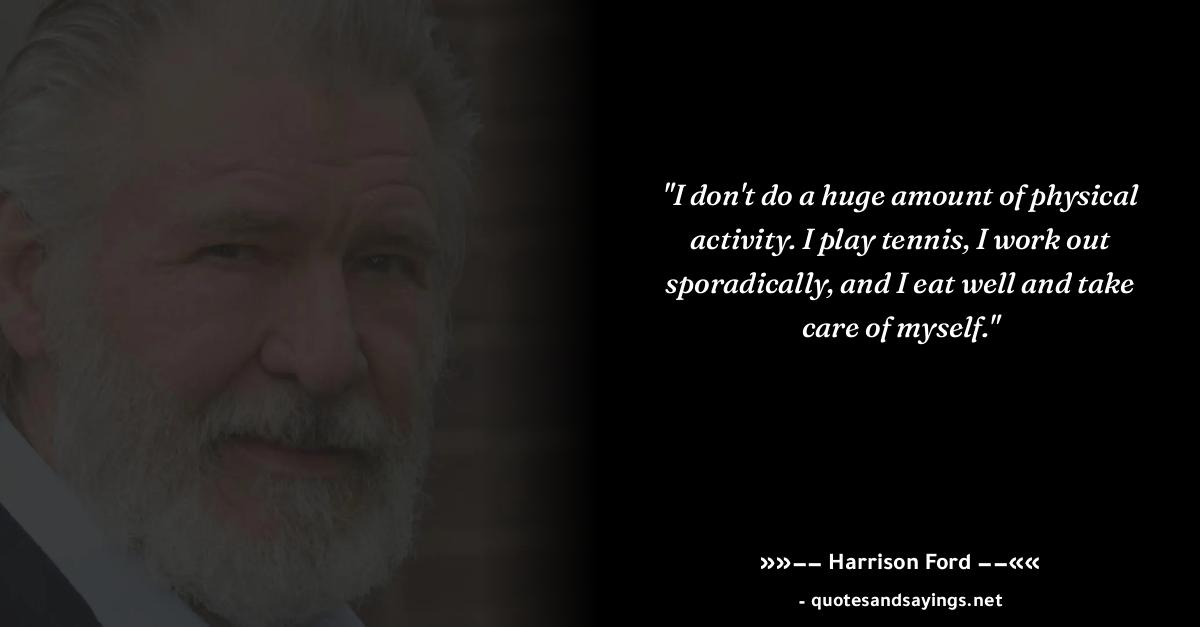 "I don't do a huge amount of physical
activity. I play tennis, I work out
sporadically, and I eat well and take
care of myself."
»»−− Harrison Ford −−««
- quotesandsayings.net